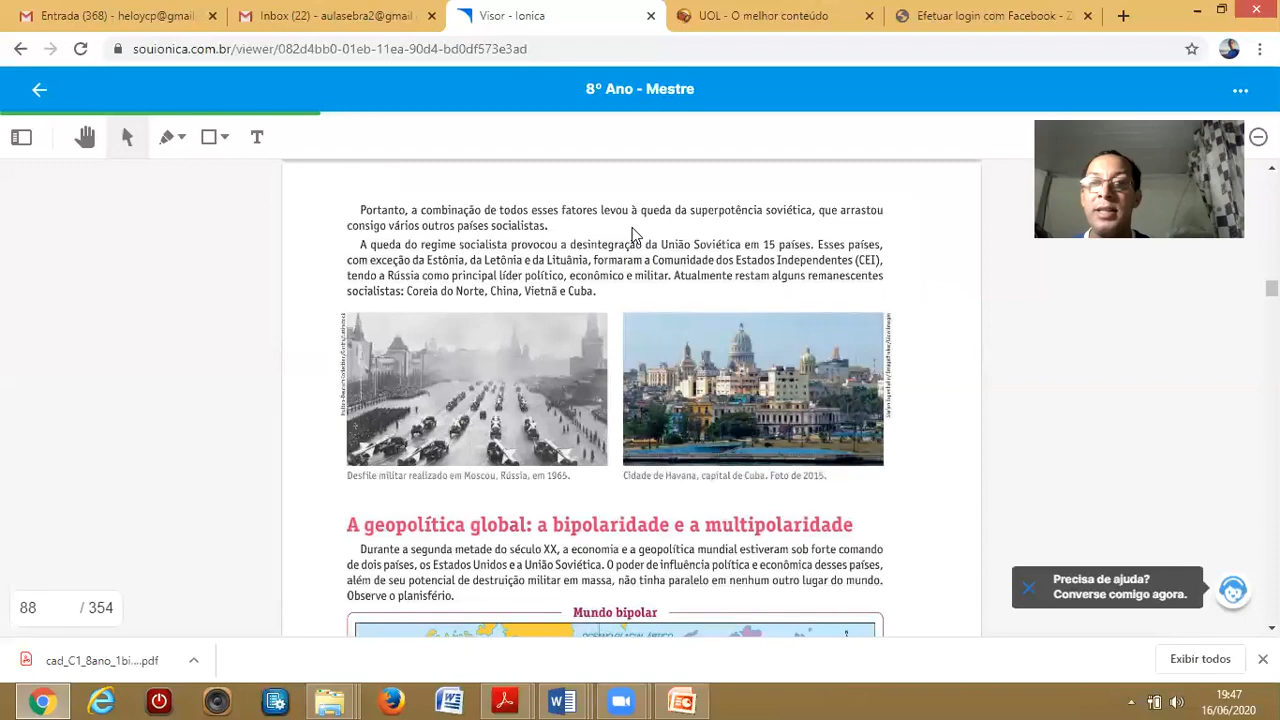 Entrada (368) - heloycp@gmail
Inbox (22) - aulasebra2@gmail
Visor - Ionica
UOL - O melhor conteúdo
Efetuar login com Facebook - Z
souionica.com.br/viewer/082d4bb0-01eb-11ea-90d4-bd0df573e3ad
8º Ano - Mestre
T
Portanto, a combinação de todos esses fatores levou à queda da superpotência soviética, que arrastou
consigo vários outros países socialistas.
A queda do regime socialista provocou a desintegração da União Soviética em 15 países. Esses países,
com exceção da Estônia, da Letônia e da Lituânia, formaram a Comunidade dos Estados Independentes (CEI),
tendo a Rússia como principal líder político, econômico e militar. Atualmente restam alguns remanescentes
socialistas: Coreia do Norte, China, Vietnã e Cuba.
Desfile militar realizado em Moscou, Rússia, em 1965.
Cidade de Havana, capital de Cuba. Foto de 2015.
A geopolítica global: a bipolaridade e a multipolaridade
Durante a segunda metade do século XX, a economia e a geopolítica mundial estiveram sob forte comando
de dois países, os Estados Unidos e a União Soviética. O poder de influência política e econômica desses países,
além de seu potencial de destruição militar em massa, não tinha paralelo em nenhum outro lugar do mundo.
Observe o planisfério.
Mundo bipolar
OCEANO GLACIAL ÁRTICO
Precisa de ajuda?
Converse comigo agora.
88 / 354
cad_C1_8ano_1bi....pdf
Exibir todos
19:47
16/06/2020